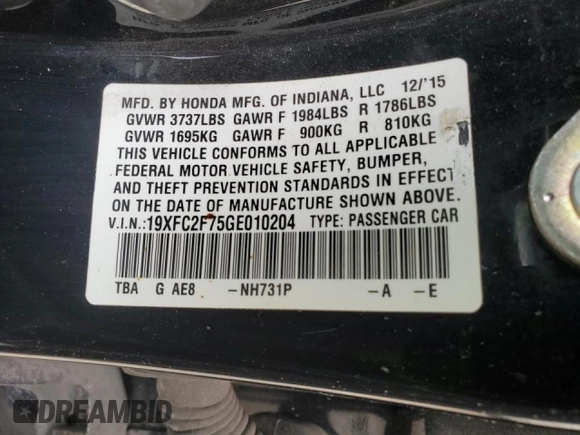 MFD. BY HONDA MFG. OF INDIANA, LLC 12/'15
GVWR 3737LBS GAWR F 1984LBS R 1786LBS
GVWR 1695KG GAWR F 900KG R 810KG
THIS VEHICLE CONFORMS TO ALL APPLICABLE
FEDERAL MOTOR VEHICLE SAFETY, BUMPER,
AND THEFT PREVENTION STANDARDS IN EFFECT
ON THE DATE OF MANUFACTURE SHOWN ABOVE.
V.I.N.:19XFC2F75GE010204 TYPE: PASSENGER CAR
TBA G AE8 -NH731P -A -E
DREAMBID